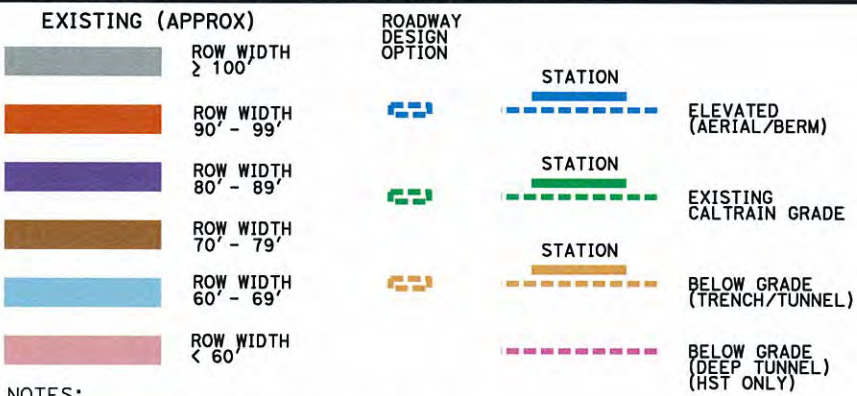 EXISTING (APPROX)
ROW WIDTH
≥ 100'
ROW WIDTH
90' - 99'
ROW WIDTH
80' - 89'
ROW WIDTH
70' - 79'
ROW WIDTH
60' - 69'
ROW WIDTH
< 60'
NOTES:
ROADWAY
DESIGN
OPTION
STATION
ELEVATED
(AERIAL/BERM)
STATION
EXISTING
CALTRAIN GRADE
STATION
BELOW GRADE
(TRENCH/TUNNEL)
BELOW GRADE
(DEEP TUNNEL)
(HST ONLY)